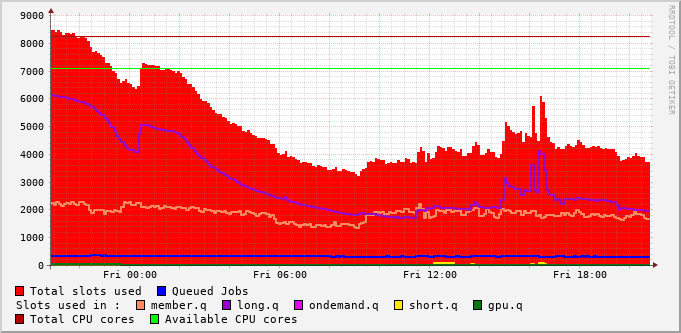 9000
8000
7000
6000
5000
4000
3000
2000
1000
0
Fri 00:00 Fri 06:00 Fri 12:00 Fri 18:00
RRDTOOL / TOBI OETIKER
Total slots used Queued Jobs
Slots used in : member.q long.q ondemand.q short.q gpu.q
Total CPU cores Available CPU cores